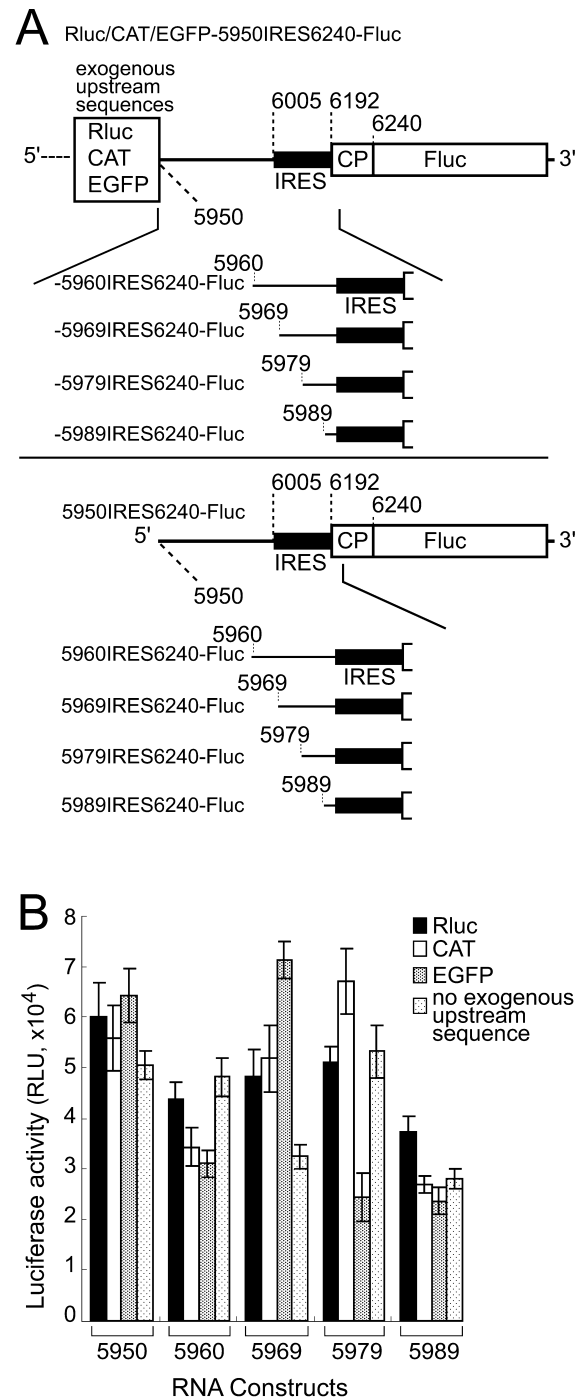 A
Rluc/CAT/EGFP-5950IRES6240-Fluc
exogenous
upstream
sequences
Rluc
CAT
EGFP
5'
6005 6192
6240
CP Fluc 3'
IRES
5950
5960
-5960IRES6240-Fluc
IRES
5969
-5969IRES6240-Fluc
5979
-5979IRES6240-Fluc
5989
-5989IRES6240-Fluc
6005 6192
5950IRES6240-Fluc 6240
5' CP Fluc 3'
IRES
5950
5960
5960IRES6240-Fluc
IRES
5969
5969IRES6240-Fluc
5979
5979IRES6240-Fluc
5989
5989IRES6240-Fluc
B
Luciferase activity (RLU, x10⁴)
8
7
6
5
4
3
2
1
0
Rluc
CAT
EGFP
no exogenous
upstream
sequence
5950 5960 5969 5979 5989
RNA Constructs